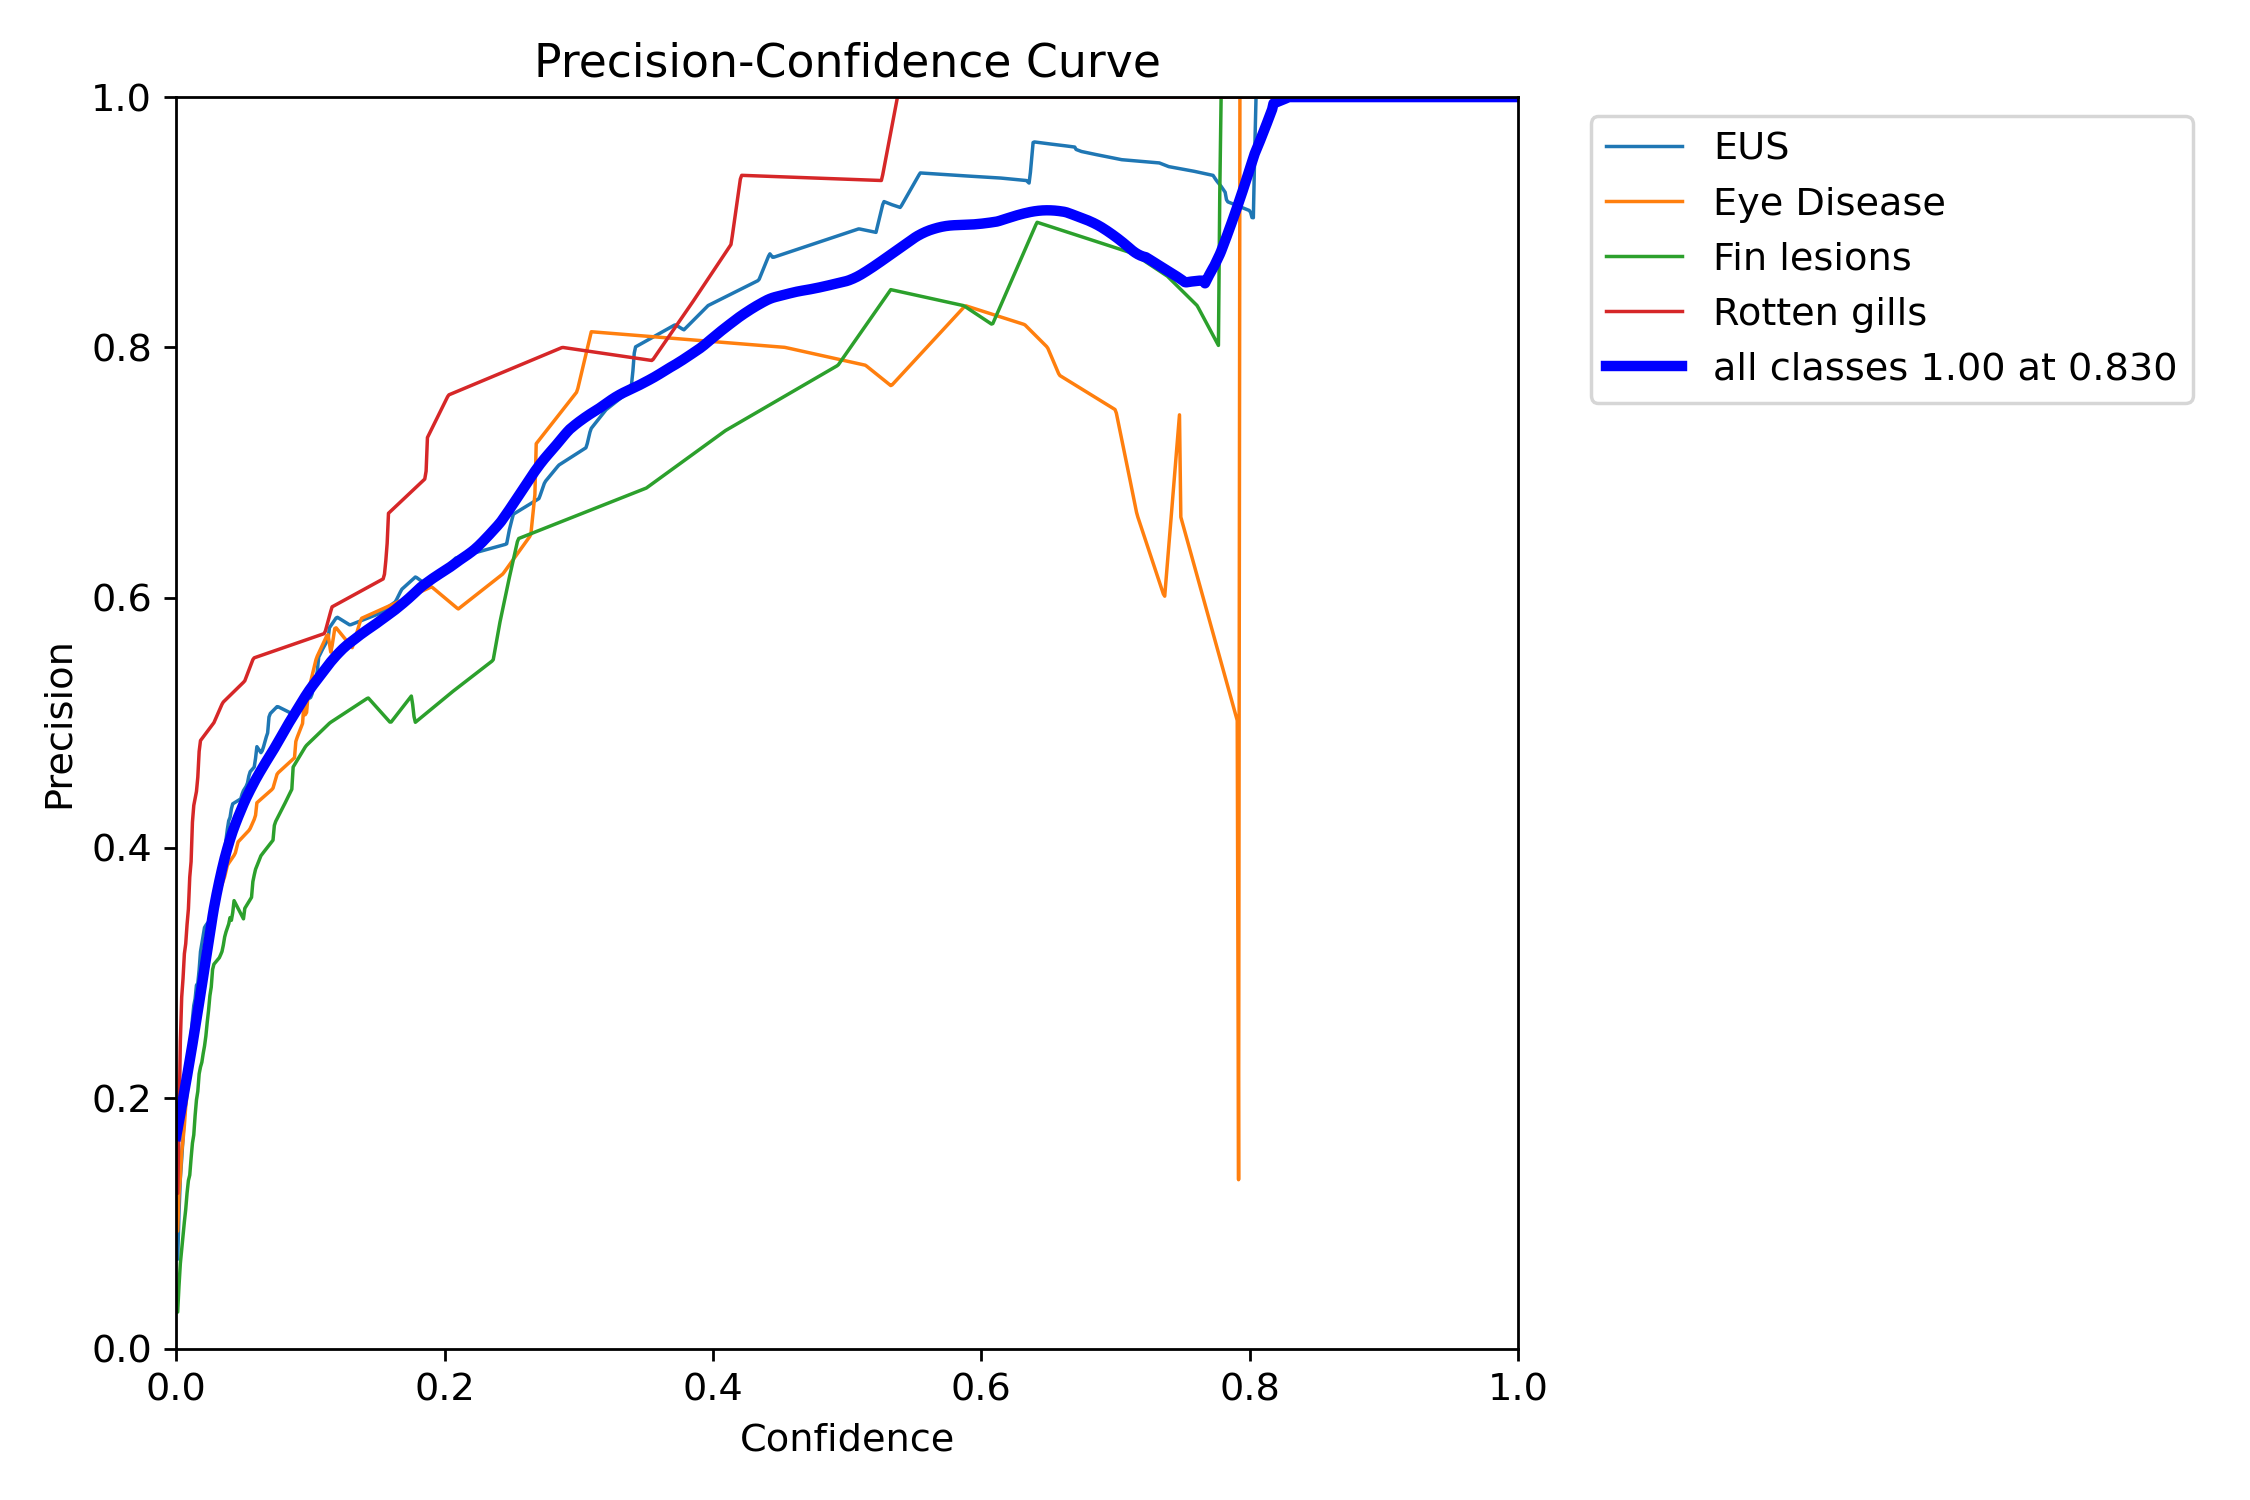 Precision-Confidence Curve
1.0
0.8
0.6
0.4
0.2
0.0
Precision
0.0 0.2 0.4 0.6 0.8 1.0
Confidence
EUS
Eye Disease
Fin lesions
Rotten gills
all classes 1.00 at 0.830